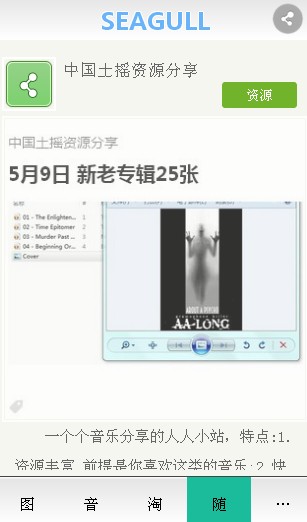 SEAGULL
中国土摇资源分享
资源
中国土摇资源分享
5月9日 新老专辑25张
01 - The Enlighten...
02 - Time Epitomer
03 - Murder Past ...
04 - Beginning Or...
Cover
AA-LONG
一个个音乐分享的人人小站，特点:1.
资源丰富 前提是你喜欢这类的音乐;2 快
图 音 淘 随 ...